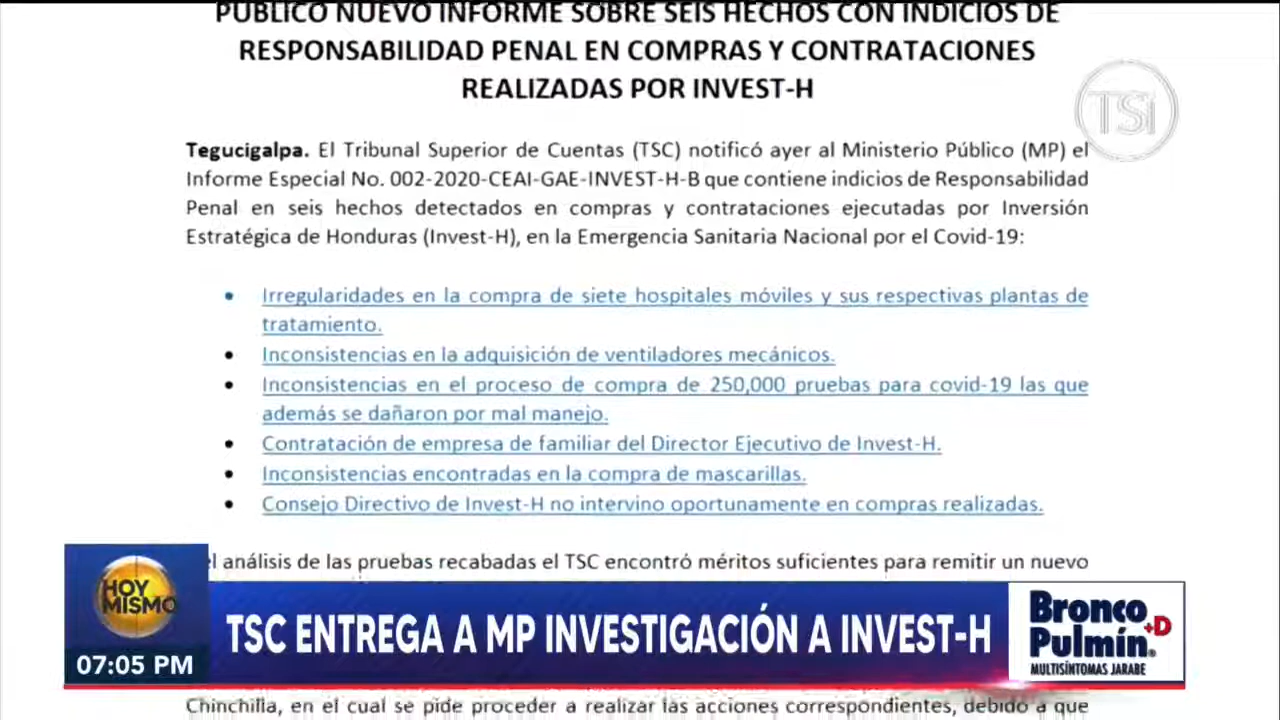 PÚBLICO NUEVO INFORME SOBRE SEIS HECHOS CON INDICIOS DE
RESPONSABILIDAD PENAL EN COMPRAS Y CONTRATACIONES
REALIZADAS POR INVEST-H
TSi
Tegucigalpa. El Tribunal Superior de Cuentas (TSC) notificó ayer al Ministerio Público (MP) el
Informe Especial No. 002-2020-CEAI-GAE-INVEST-H-B que contiene indicios de Responsabilidad
Penal en seis hechos detectados en compras y contrataciones ejecutadas por Inversión
Estratégica de Honduras (Invest-H), en la Emergencia Sanitaria Nacional por el Covid-19:
• Irregularidades en la compra de siete hospitales móviles y sus respectivas plantas de
tratamiento.
• Inconsistencias en la adquisición de ventiladores mecánicos.
• Inconsistencias en el proceso de compra de 250,000 pruebas para covid-19 las que
además se dañaron por mal manejo.
• Contratación de empresa de familiar del Director Ejecutivo de Invest-H.
• Inconsistencias encontradas en la compra de mascarillas.
• Consejo Directivo de Invest-H no intervino oportunamente en compras realizadas.
el análisis de las pruebas recabadas el TSC encontró méritos suficientes para remitir un nuevo
HOY
MISMO
07:05 PM
TSC ENTREGA A MP INVESTIGACIÓN A INVEST-H
Bronco
Pulmín.®
+D
MULTISÍNTOMAS JARABE
Chinchilla, en el cual se pide proceder a realizar las acciones correspondientes, debido a que